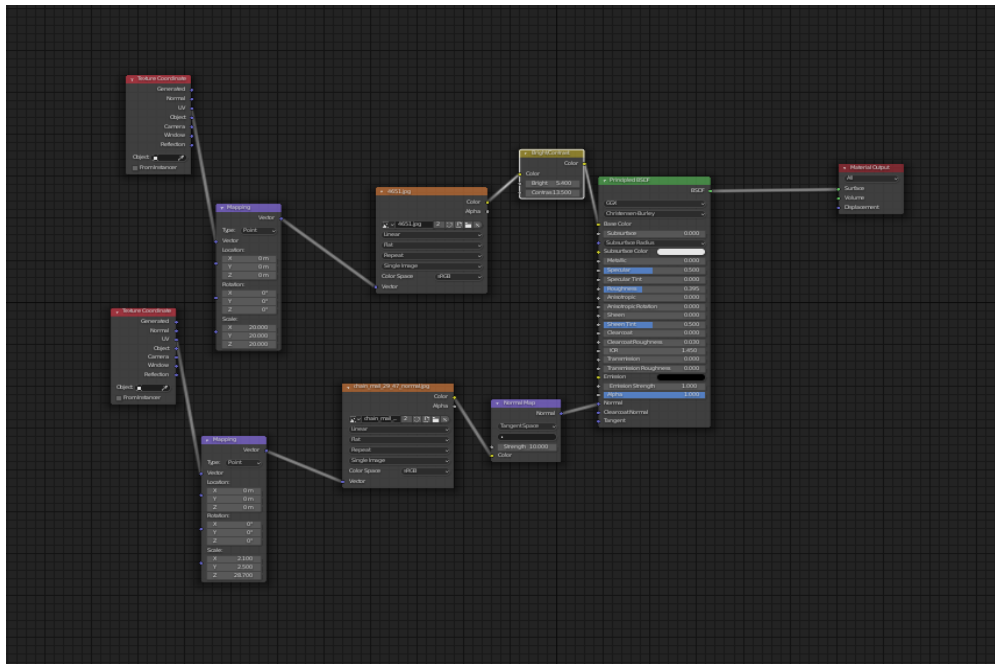 Texture Coordinate
Generated
Normal
UV
Object
Camera
Window
Reflection
Object:
From Instancer
Mapping
Vector
Type: Point
Vector
Location:
X 0 m
Y 0 m
Z 0 m
Rotation:
X 0°
Y 0°
Z 0°
Scale:
X 20.000
Y 20.000
Z 20.000
4651.jpg
Color
Alpha
4651.jpg
Linear
Flat
Repeat
Single Image
Color Space sRGB
Vector
Bright/Contrast
Color
Color
Bright 5.400
Contras 13.500
Principled BSDF
BSDF
GGX
Christensen-Burley
Base Color
Subsurface 0.000
Subsurface Radius
Subsurface Color
Metallic 0.000
Specular 0.500
Specular Tint 0.000
Roughness 0.395
Anisotropic 0.000
Anisotropic Rotation 0.000
Sheen 0.000
Sheen Tint 0.500
Clearcoat 0.000
Clearcoat Roughness 0.030
IOR 1.450
Transmission 0.000
Transmission Roughness 0.000
Emission
Emission Strength 1.000
Alpha 1.000
Normal
Clearcoat Normal
Tangent
Material Output
All
Surface
Volume
Displacement
Texture Coordinate
Generated
Normal
UV
Object
Camera
Window
Reflection
Object:
From Instancer
Mapping
Vector
Type: Point
Vector
Location:
X 0 m
Y 0 m
Z 0 m
Rotation:
X 0°
Y 0°
Z 0°
Scale:
X 2.100
Y 2.500
Z 28.700
chain_mail_29_47_normal.jpg
Color
Alpha
chain_mail_
Linear
Flat
Repeat
Single Image
Color Space sRGB
Vector
Normal Map
Normal
Tangent Space
Strength 10.000
Color